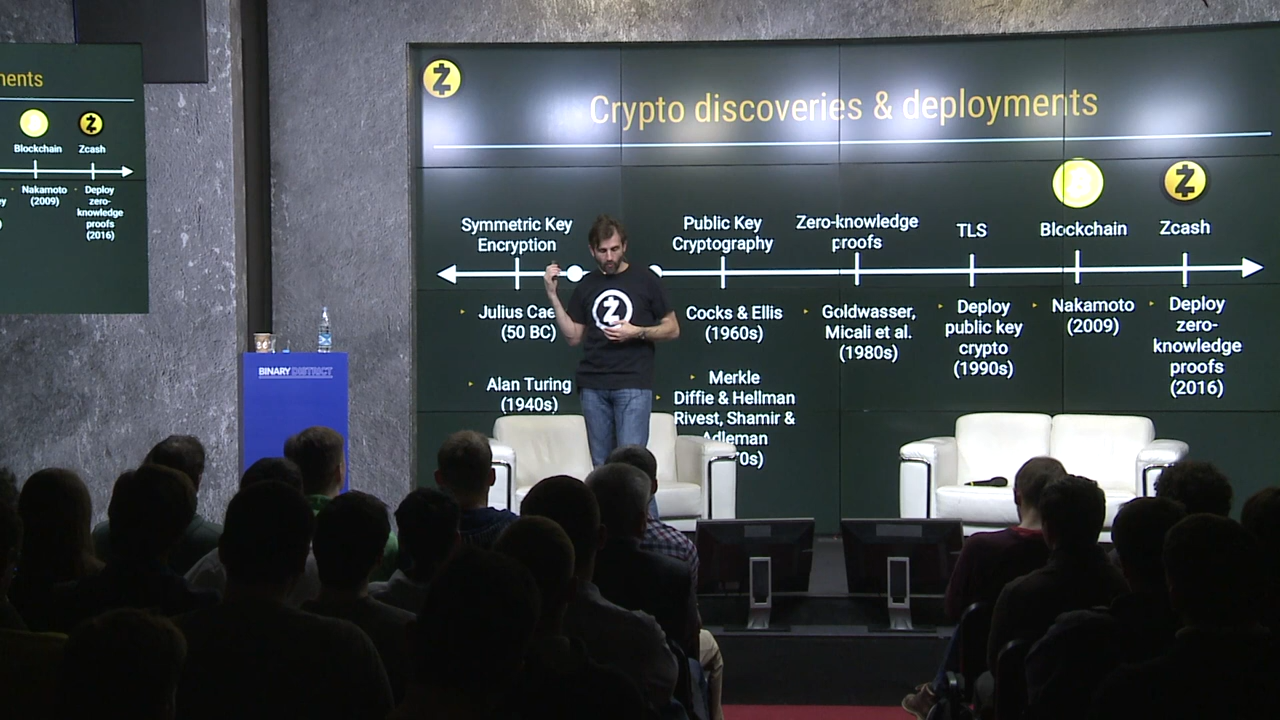 Crypto discoveries & deployments
Symmetric Key
Encryption
Public Key
Cryptography
Zero-knowledge
proofs
TLS
Blockchain
Zcash
Julius Cae
(50 BC)
Alan Turing
(1940s)
Cocks & Ellis
(1960s)
Merkle
Diffie & Hellman
Rivest, Shamir &
Adleman
70s)
Goldwasser,
Micali et al.
(1980s)
Deploy
public key
crypto
(1990s)
Nakamoto
(2009)
Deploy
zero-
knowledge
proofs
(2016)
ments
Blockchain
Zcash
Nakamoto
(2009)
Deploy
zero-
knowledge
proofs
(2016)
BINARY DISTRICT